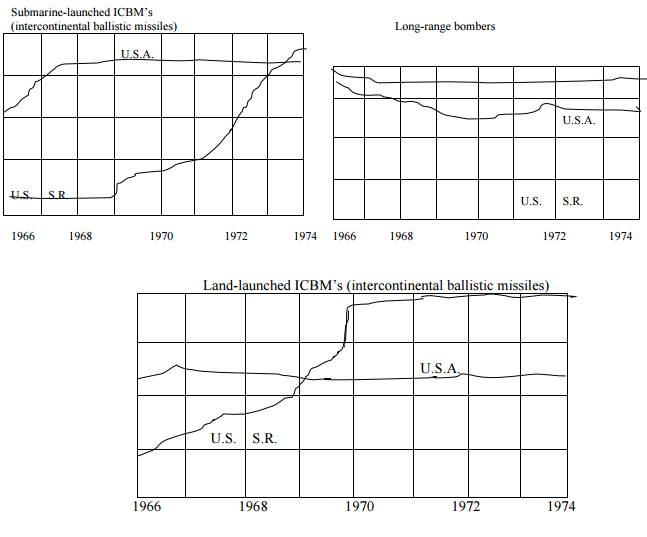 Submarine-launched ICBM's
(intercontinental ballistic missiles)
U.S.A.
U.S. S.R.
1966 1968 1970 1972 1974
Long-range bombers
U.S.A.
U.S. S.R.
1966 1968 1970 1972 1974
Land-launched ICBM's (intercontinental ballistic missiles)
U.S.A.
U.S. S.R.
1966 1968 1970 1972 1974